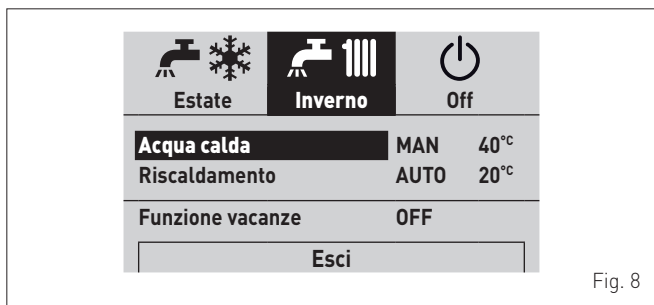 Estate Inverno Off
Acqua calda MAN 40°C
Riscaldamento AUTO 20°C
Funzione vacanze OFF
Esci
Fig. 8